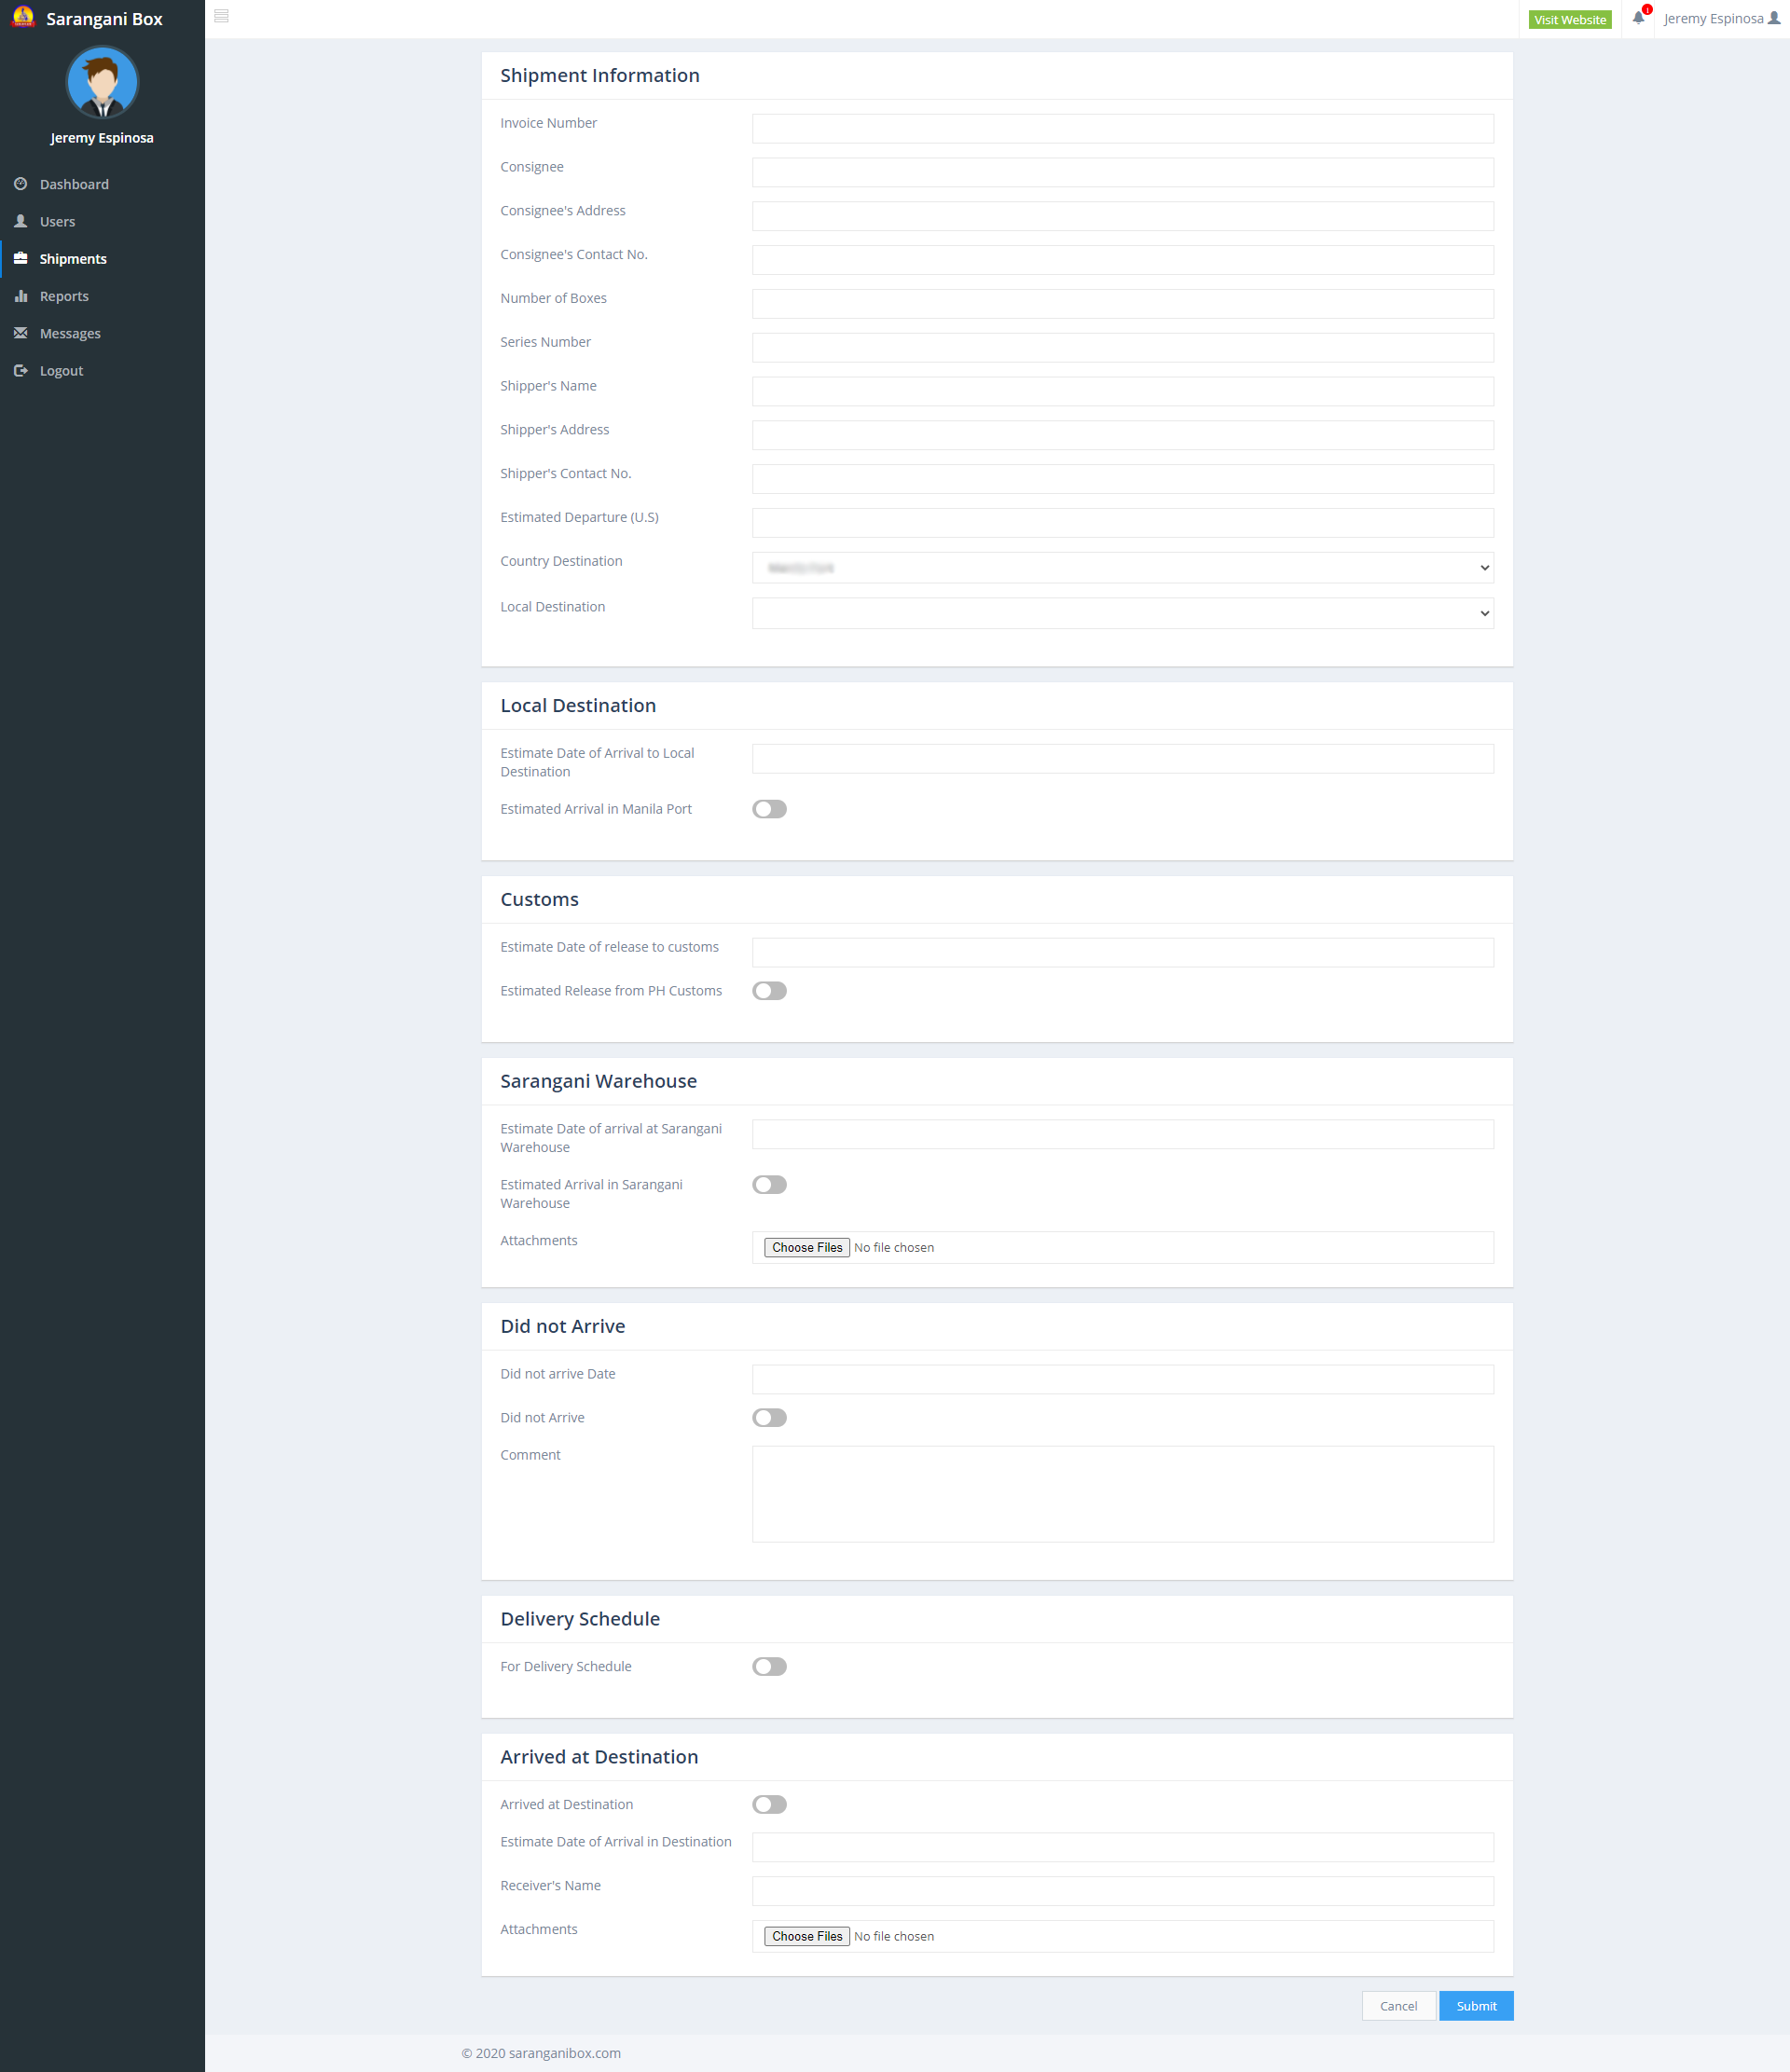 Sarangani Box
Visit Website
Jeremy Espinosa
Jeremy Espinosa
Dashboard
Users
Shipments
Reports
Messages
Logout
Shipment Information
Invoice Number
Consignee
Consignee's Address
Consignee's Contact No.
Number of Boxes
Series Number
Shipper's Name
Shipper's Address
Shipper's Contact No.
Estimated Departure (U.S)
Country Destination
Local Destination
Local Destination
Estimate Date of Arrival to Local
Destination
Estimated Arrival in Manila Port
Customs
Estimate Date of release to customs
Estimated Release from PH Customs
Sarangani Warehouse
Estimate Date of arrival at Sarangani
Warehouse
Estimated Arrival in Sarangani
Warehouse
Attachments
Choose Files No file chosen
Did not Arrive
Did not arrive Date
Did not Arrive
Comment
Delivery Schedule
For Delivery Schedule
Arrived at Destination
Arrived at Destination
Estimate Date of Arrival in Destination
Receiver's Name
Attachments
Choose Files No file chosen
Cancel
Submit
© 2020 saranganibox.com